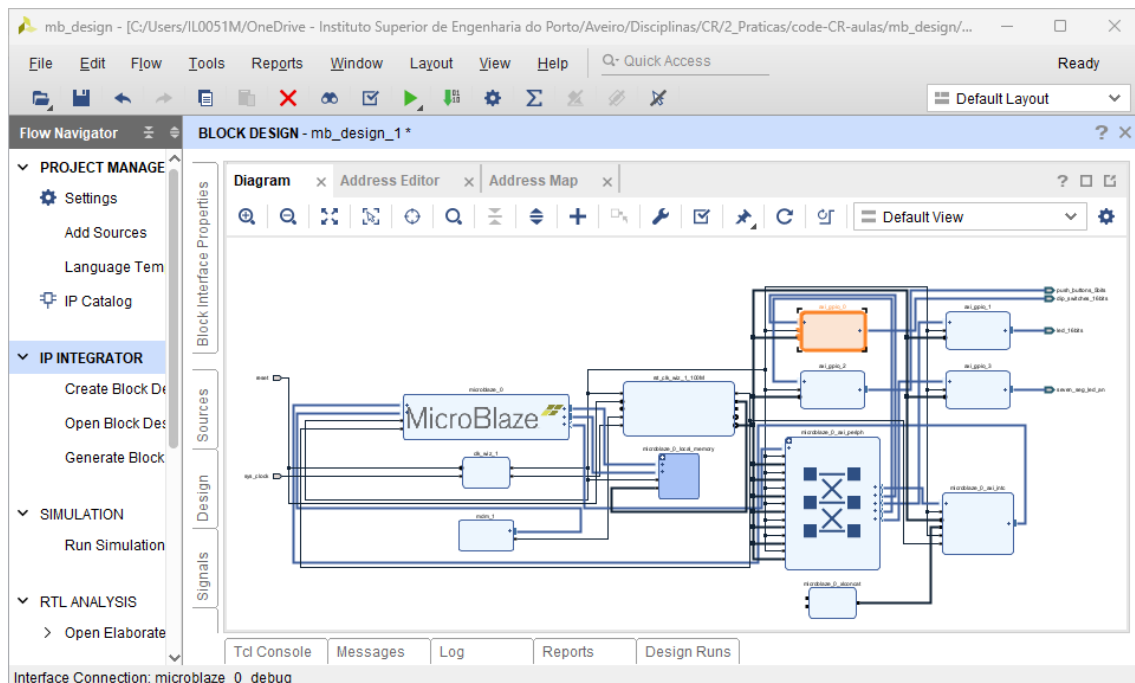 mb_design - [C:/Users/IL0051M/OneDrive - Instituto Superior de Engenharia do Porto/Aveiro/Disciplinas/CR/2_Praticas/code-CR-aulas/mb_design/...
File Edit Flow Tools Reports Window Layout View Help Quick Access Ready
Default Layout
Flow Navigator
BLOCK DESIGN - mb_design_1 *
PROJECT MANAGE
Settings
Add Sources
Language Tem
IP Catalog
IP INTEGRATOR
Create Block De
Open Block Des
Generate Block
SIMULATION
Run Simulation
RTL ANALYSIS
Open Elaborate
Block Interface Properties
Sources
Design
Signals
Diagram Address Editor Address Map
Default View
push_buttons_5bits
dip_switches_16bits
axi_gpio_0
axi_gpio_1
led_16bits
axi_gpio_2
axi_gpio_3
seven_seg_led_an
reset
microblaze_0
MicroBlaze
rst_clk_wiz_1_100M
clk_wiz_1
microblaze_0_local_memory
microblaze_0_axi_periph
sys_clock
mdm_1
microblaze_0_axi_intc
microblaze_0_xlconcat
Tcl Console Messages Log Reports Design Runs
Interface Connection: microblaze_0_debug